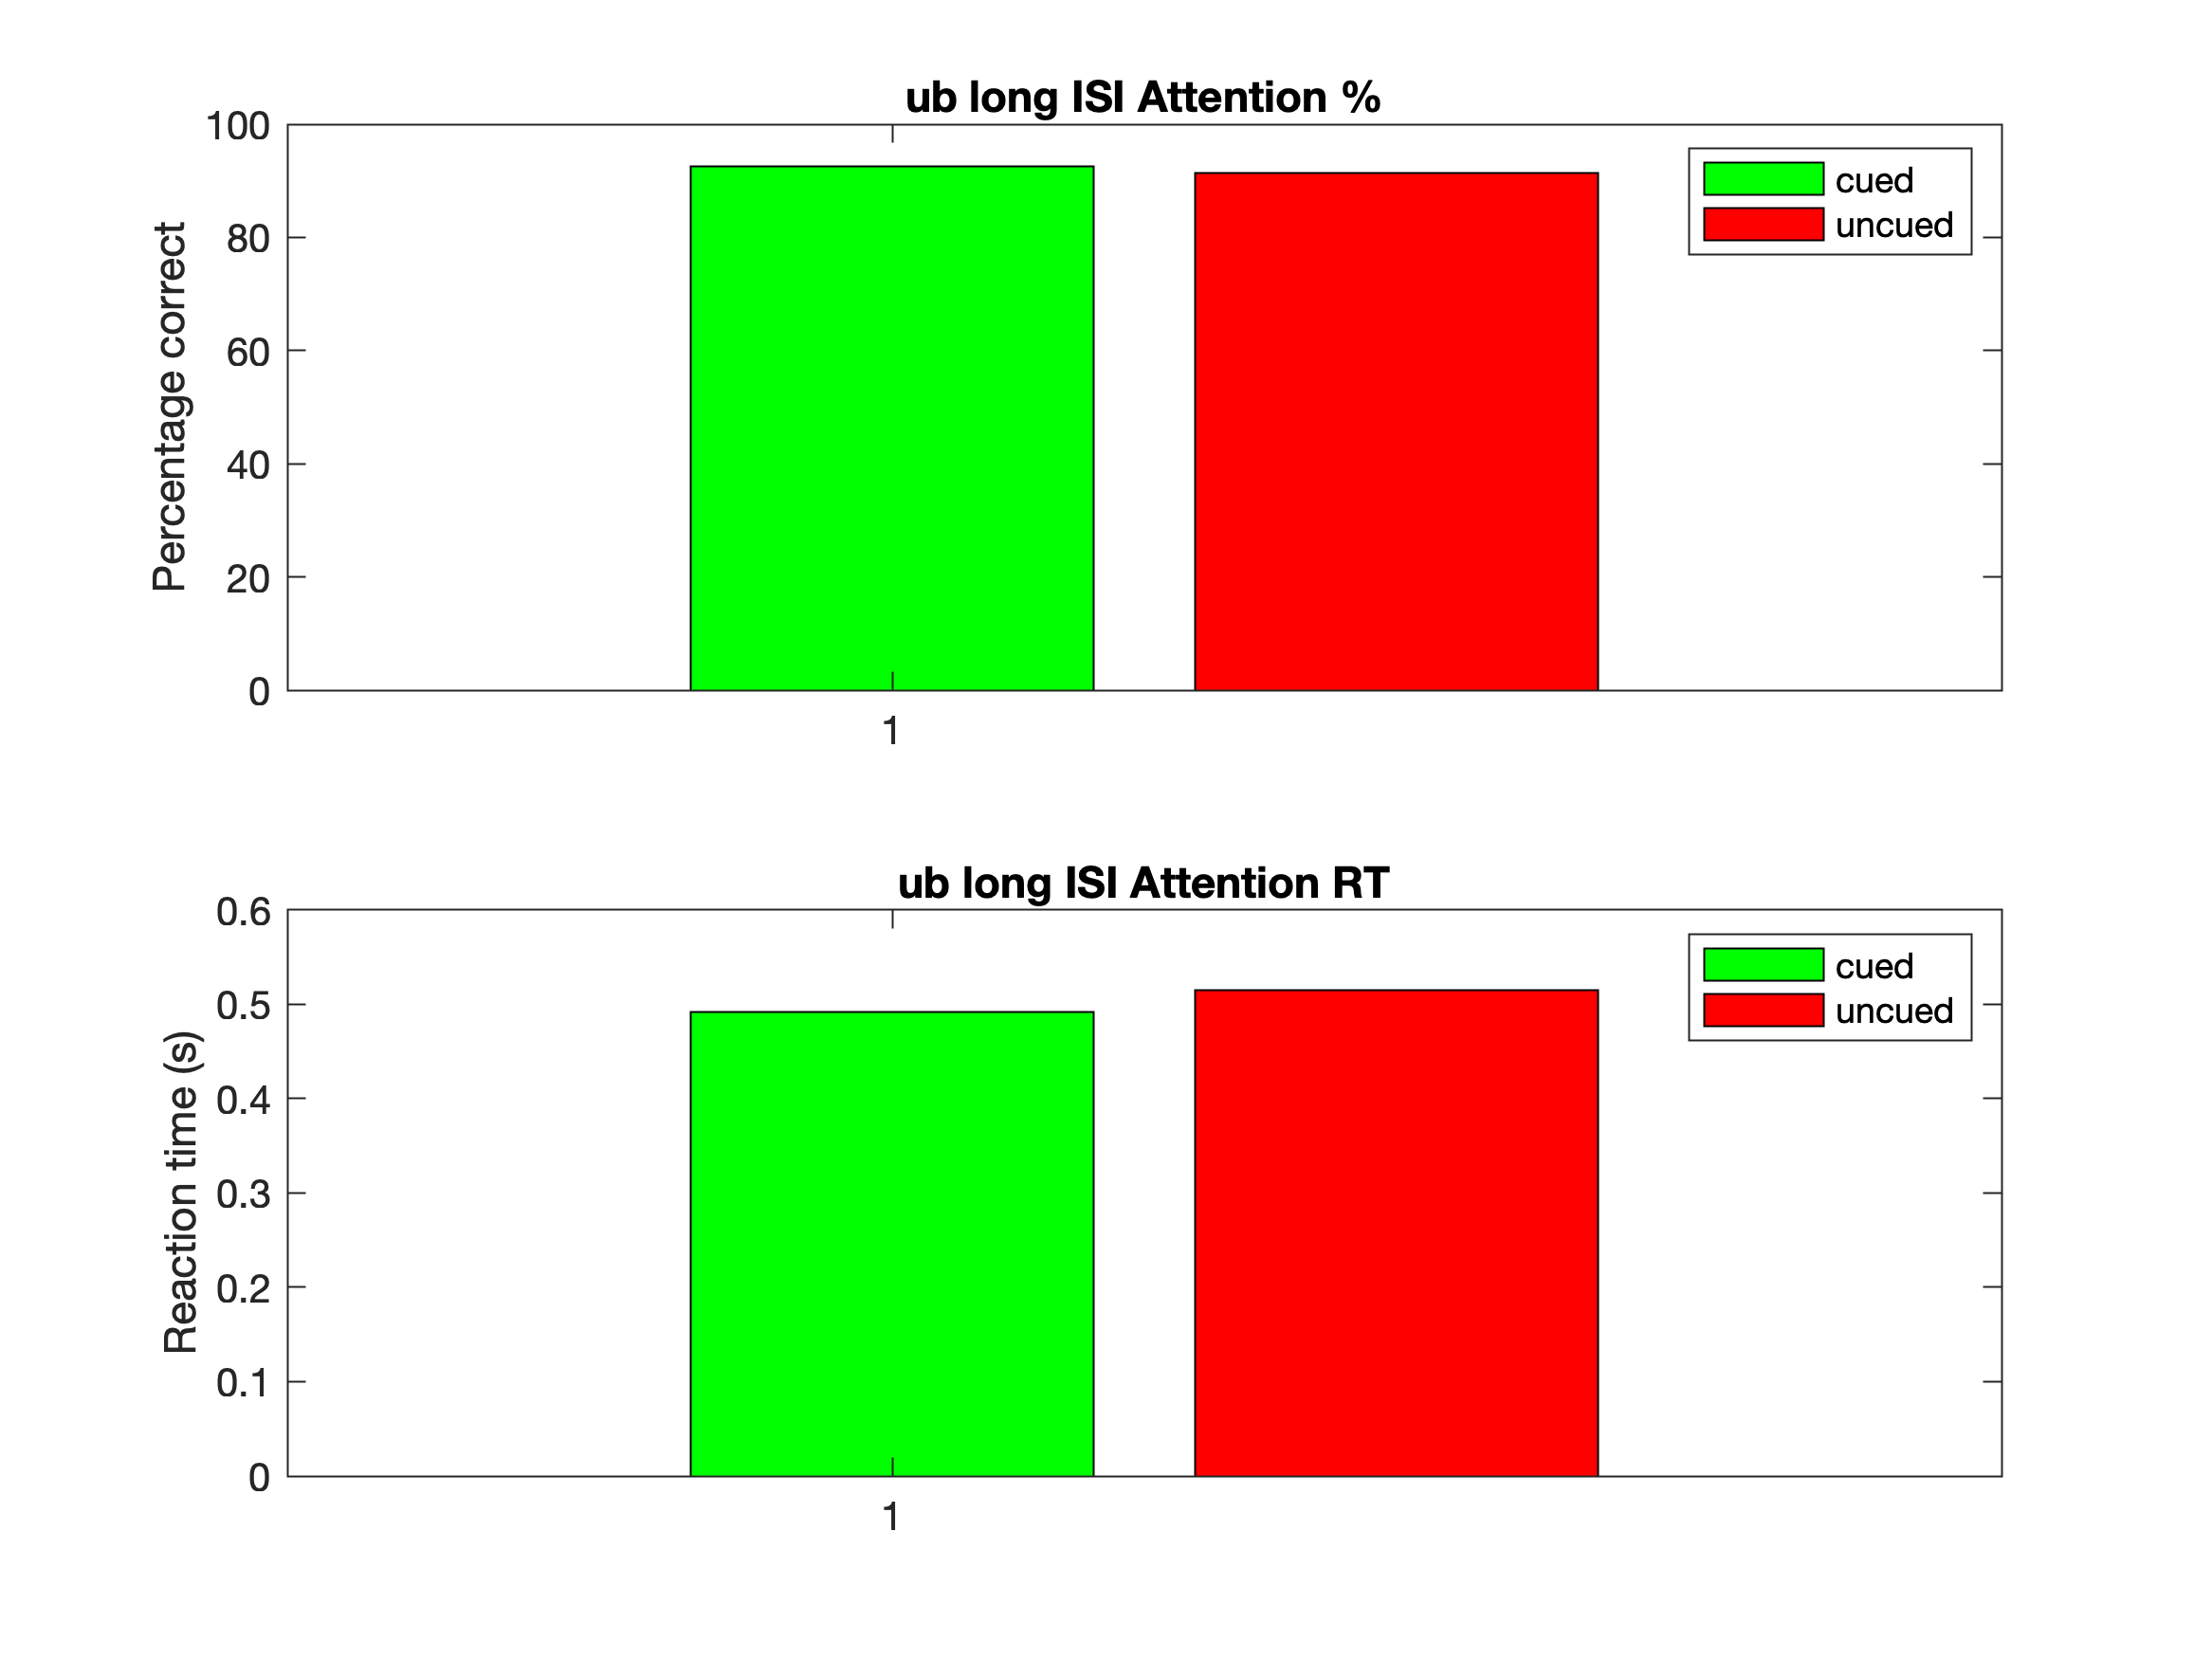 ub long ISI Attention %
100
80
60
40
20
0
Percentage correct
cued
uncued
1
ub long ISI Attention RT
0.6
0.5
0.4
0.3
0.2
0.1
0
Reaction time (s)
cued
uncued
1